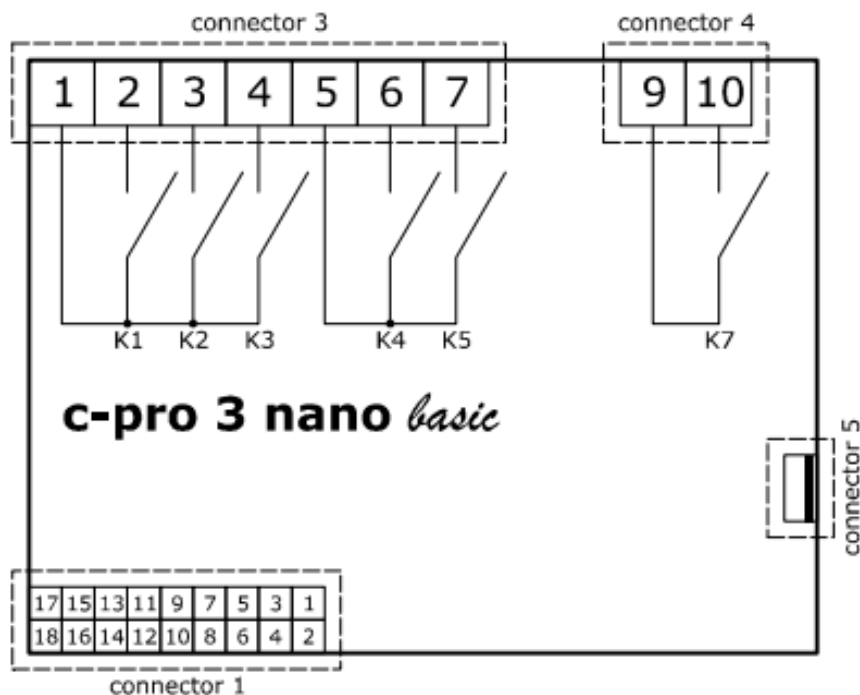 connector 3 connector 4
1 2 3 4 5 6 7 9 10
K1 K2 K3 K4 K5 K7
c-pro 3 nano basic
connector 5
17 15 13 11 9 7 5 3 1
18 16 14 12 10 8 6 4 2
connector 1